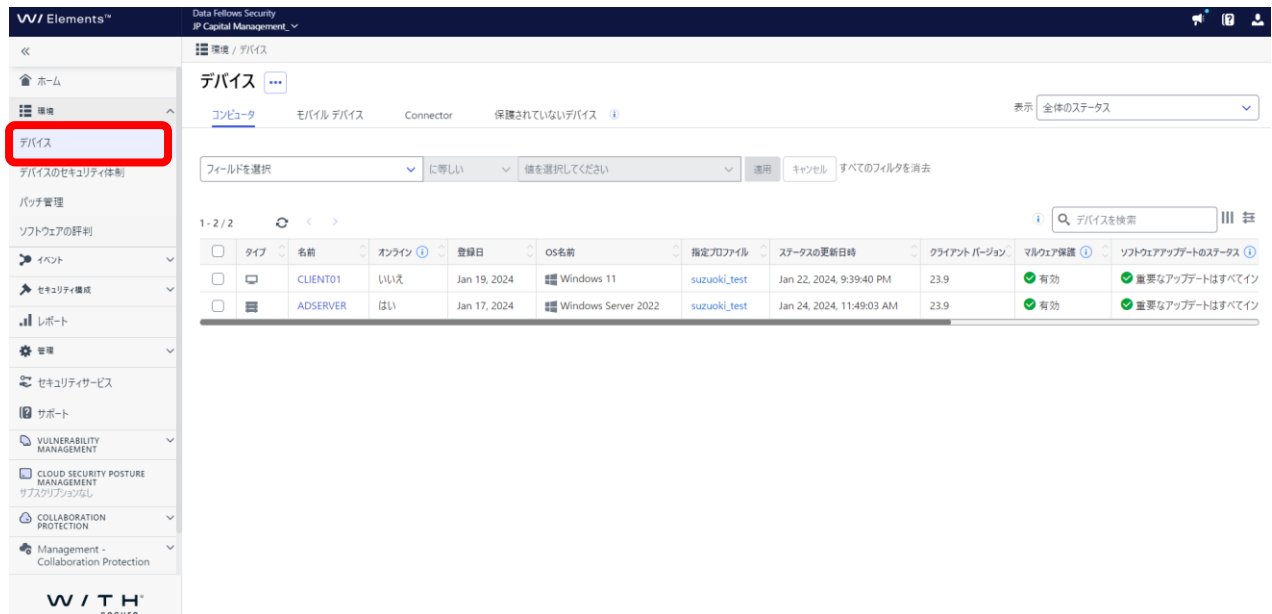 W/ Elements™
Data Fellows Security
JP Capital Management_
環境 / デバイス
ホーム
環境
デバイス
デバイスのセキュリティ体制
パッチ管理
ソフトウェアの評判
イベント
セキュリティ構成
レポート
管理
セキュリティサービス
サポート
VULNERABILITY
MANAGEMENT
CLOUD SECURITY POSTURE
MANAGEMENT
サブスクリプションなし
COLLABORATION
PROTECTION
Management -
Collaboration Protection
W / T H
デバイス
コンピュータ モバイル デバイス Connector 保護されていないデバイス
表示 全体のステータス
フィールドを選択 に等しい 値を選択してください 適用 キャンセル すべてのフィルタを消去
1 - 2 / 2
デバイスを検索
タイプ 名前 オンライン 登録日 OS名前 指定プロファイル ステータスの更新日時 クライアント バージョン マルウェア保護 ソフトウェアアップデートのステータス
CLIENT01 いいえ Jan 19, 2024 Windows 11 suzuoki_test Jan 22, 2024, 9:39:40 PM 23.9 有効 重要なアップデートはすべてイン
ADSERVER はい Jan 17, 2024 Windows Server 2022 suzuoki_test Jan 24, 2024, 11:49:03 AM 23.9 有効 重要なアップデートはすべてイン